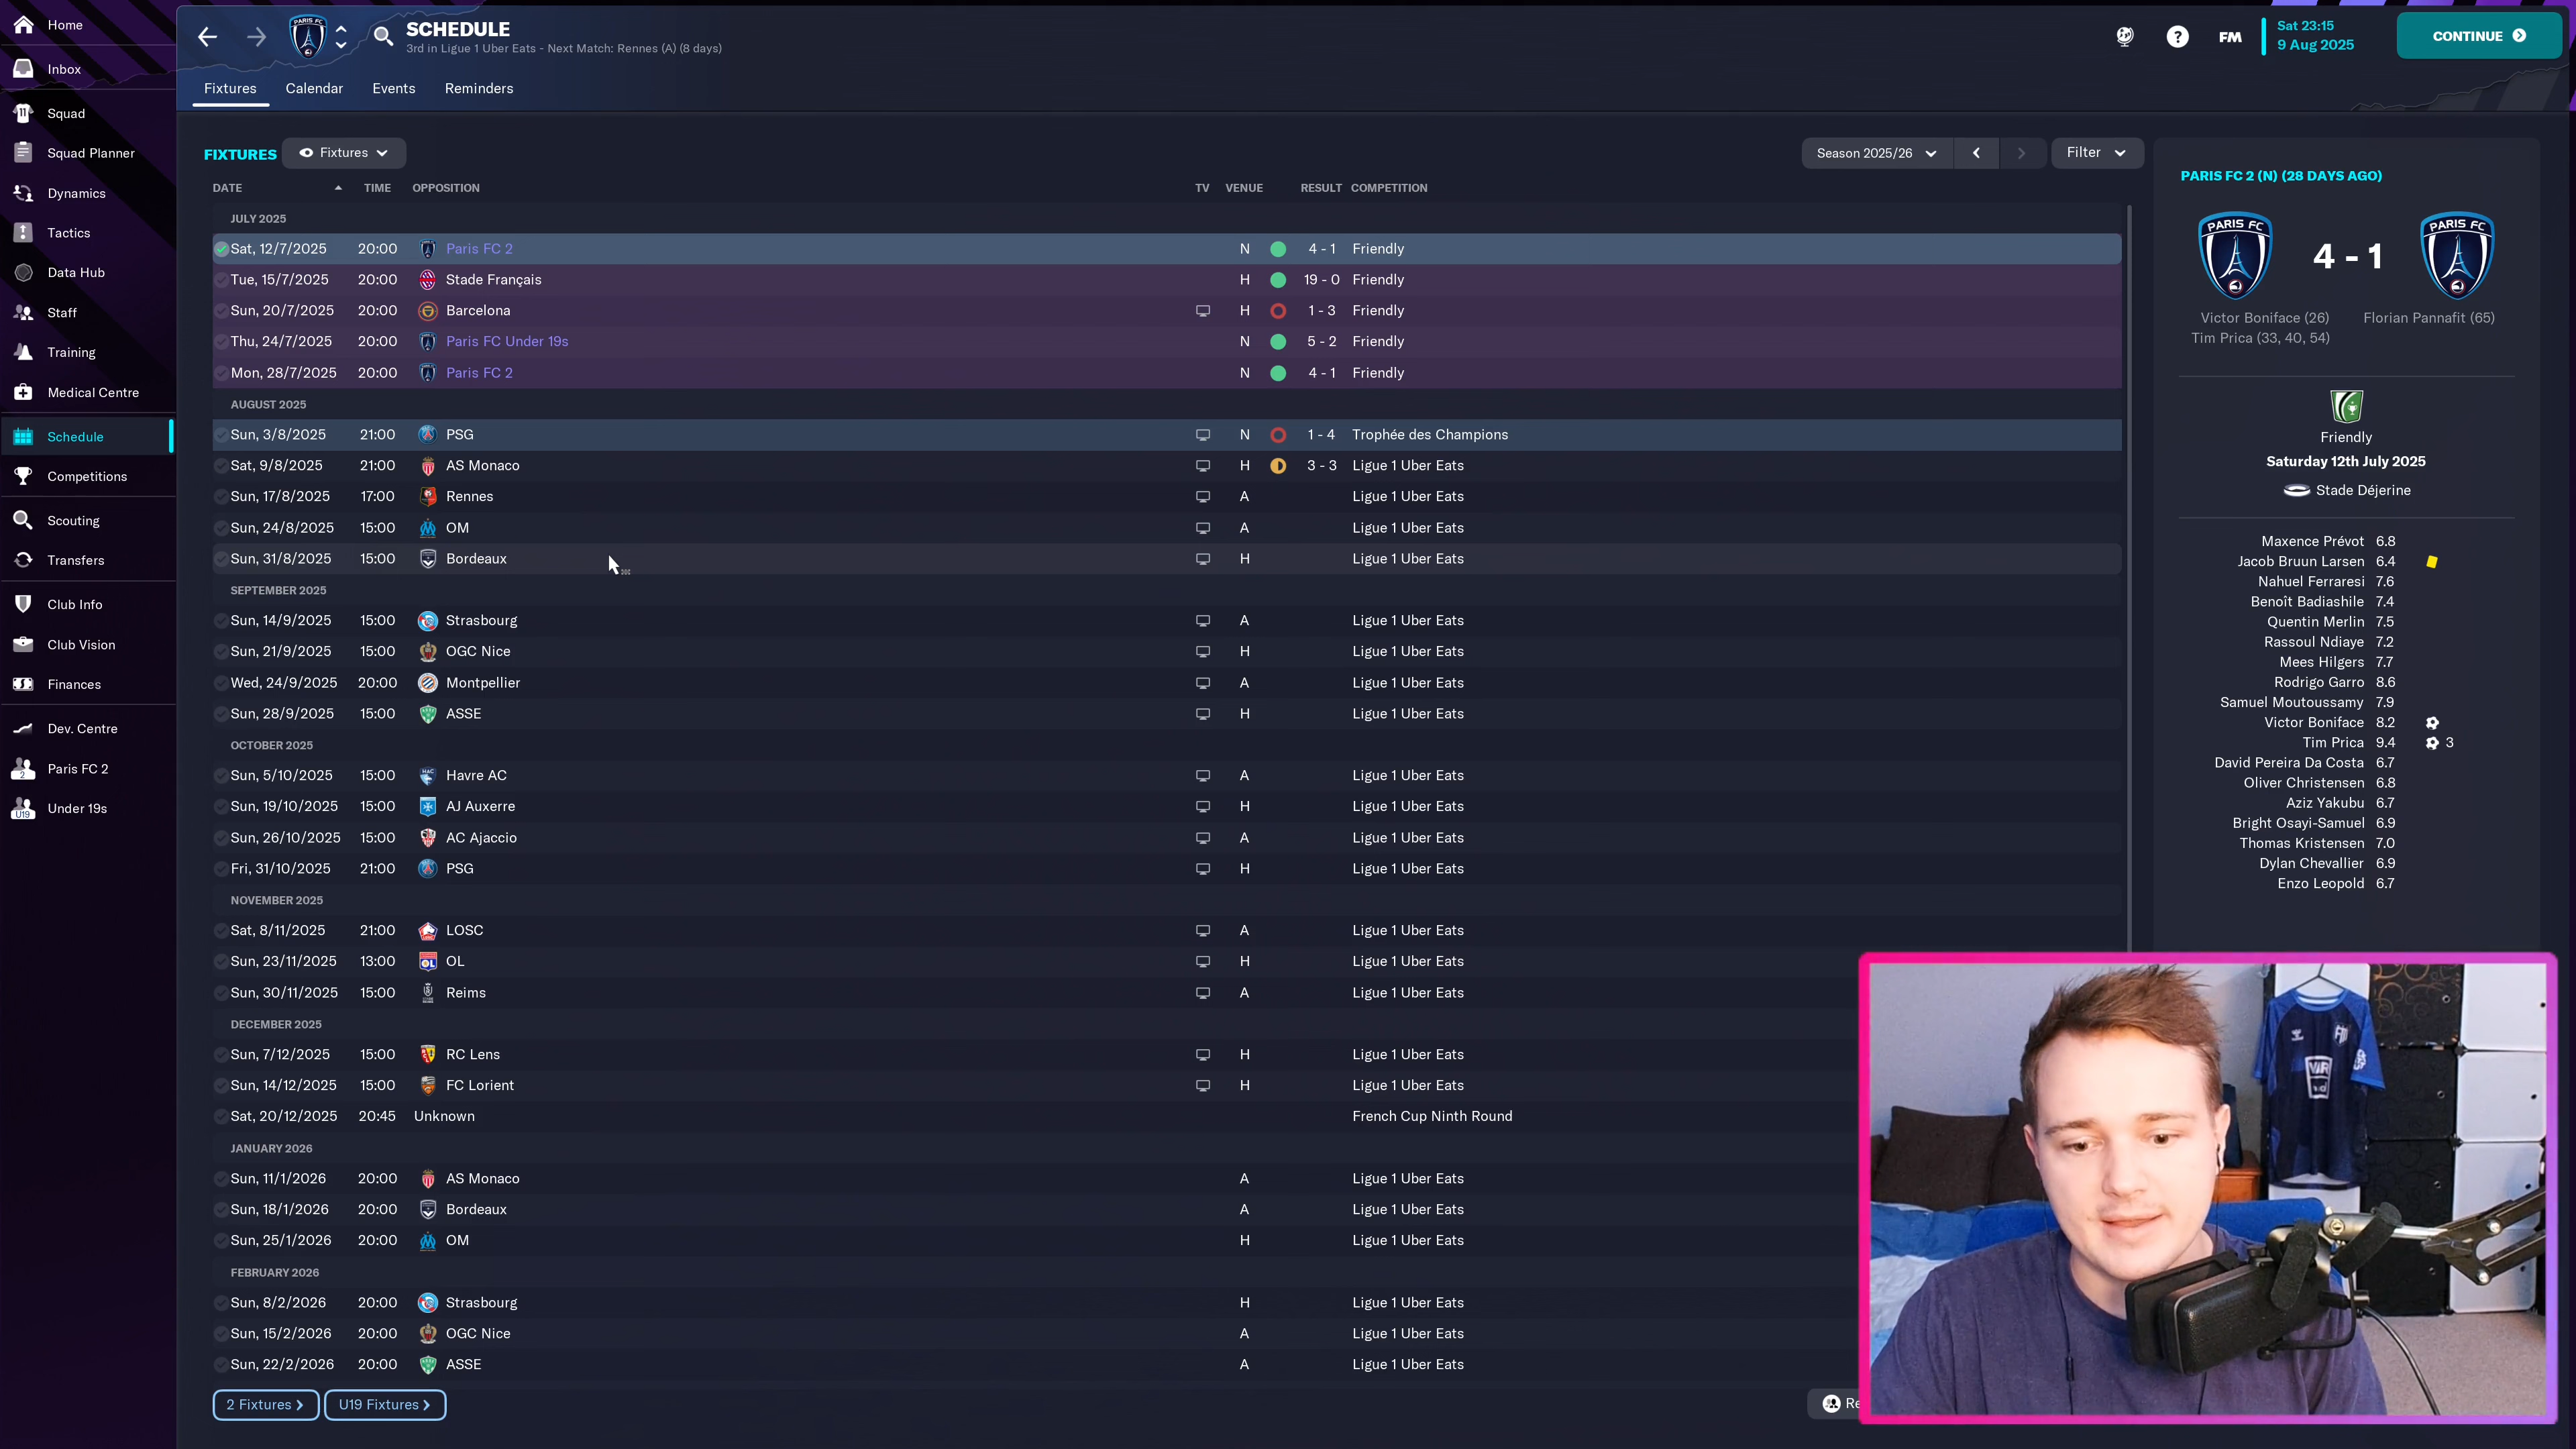 Home
Inbox
Squad
Squad Planner
Dynamics
Tactics
Data Hub
Staff
Training
Medical Centre
Schedule
Competitions
Scouting
Transfers
Club Info
Club Vision
Finances
Dev. Centre
Paris FC 2
Under 19s
SCHEDULE
3rd in Ligue 1 Uber Eats - Next Match: Rennes (A) (8 days)
FM
Sat 23:15
9 Aug 2025
CONTINUE
Fixtures Calendar Events Reminders
FIXTURES Fixtures Season 2025/26 Filter
DATE TIME OPPOSITION TV VENUE RESULT COMPETITION
JULY 2025
Sat, 12/7/2025 20:00 Paris FC 2 N 4 - 1 Friendly
Tue, 15/7/2025 20:00 Stade Français H 19 - 0 Friendly
Sun, 20/7/2025 20:00 Barcelona H 1 - 3 Friendly
Thu, 24/7/2025 20:00 Paris FC Under 19s N 5 - 2 Friendly
Mon, 28/7/2025 20:00 Paris FC 2 N 4 - 1 Friendly
AUGUST 2025
Sun, 3/8/2025 21:00 PSG N 1 - 4 Trophée des Champions
Sat, 9/8/2025 21:00 AS Monaco H 3 - 3 Ligue 1 Uber Eats
Sun, 17/8/2025 17:00 Rennes A Ligue 1 Uber Eats
Sun, 24/8/2025 15:00 OM A Ligue 1 Uber Eats
Sun, 31/8/2025 15:00 Bordeaux H Ligue 1 Uber Eats
SEPTEMBER 2025
Sun, 14/9/2025 15:00 Strasbourg A Ligue 1 Uber Eats
Sun, 21/9/2025 15:00 OGC Nice H Ligue 1 Uber Eats
Wed, 24/9/2025 20:00 Montpellier A Ligue 1 Uber Eats
Sun, 28/9/2025 15:00 ASSE H Ligue 1 Uber Eats
OCTOBER 2025
Sun, 5/10/2025 15:00 Havre AC A Ligue 1 Uber Eats
Sun, 19/10/2025 15:00 AJ Auxerre H Ligue 1 Uber Eats
Sun, 26/10/2025 15:00 AC Ajaccio A Ligue 1 Uber Eats
Fri, 31/10/2025 21:00 PSG H Ligue 1 Uber Eats
NOVEMBER 2025
Sat, 8/11/2025 21:00 LOSC A Ligue 1 Uber Eats
Sun, 23/11/2025 13:00 OL H Ligue 1 Uber Eats
Sun, 30/11/2025 15:00 Reims A Ligue 1 Uber Eats
DECEMBER 2025
Sun, 7/12/2025 15:00 RC Lens H Ligue 1 Uber Eats
Sun, 14/12/2025 15:00 FC Lorient H Ligue 1 Uber Eats
Sat, 20/12/2025 20:45 Unknown French Cup Ninth Round
JANUARY 2026
Sun, 11/1/2026 20:00 AS Monaco A Ligue 1 Uber Eats
Sun, 18/1/2026 20:00 Bordeaux A Ligue 1 Uber Eats
Sun, 25/1/2026 20:00 OM H Ligue 1 Uber Eats
FEBRUARY 2026
Sun, 8/2/2026 20:00 Strasbourg H Ligue 1 Uber Eats
Sun, 15/2/2026 20:00 OGC Nice A Ligue 1 Uber Eats
Sun, 22/2/2026 20:00 ASSE A Ligue 1 Uber Eats
2 Fixtures U19 Fixtures
PARIS FC 2 (N) (28 DAYS AGO)
PARIS FC 4 - 1 PARIS FC
Victor Boniface (26) Florian Pannafit (65)
Tim Prica (33, 40, 54)
Friendly
Saturday 12th July 2025
Stade Déjerine
Maxence Prévot 6.8
Jacob Bruun Larsen 6.4
Nahuel Ferraresi 7.6
Benoît Badiashile 7.4
Quentin Merlin 7.5
Rassoul Ndiaye 7.2
Mees Hilgers 7.7
Rodrigo Garro 8.6
Samuel Moutoussamy 7.9
Victor Boniface 8.2
Tim Prica 9.4 3
David Pereira Da Costa 6.7
Oliver Christensen 6.8
Aziz Yakubu 6.7
Bright Osayi-Samuel 6.9
Thomas Kristensen 7.0
Dylan Chevallier 6.9
Enzo Leopold 6.7